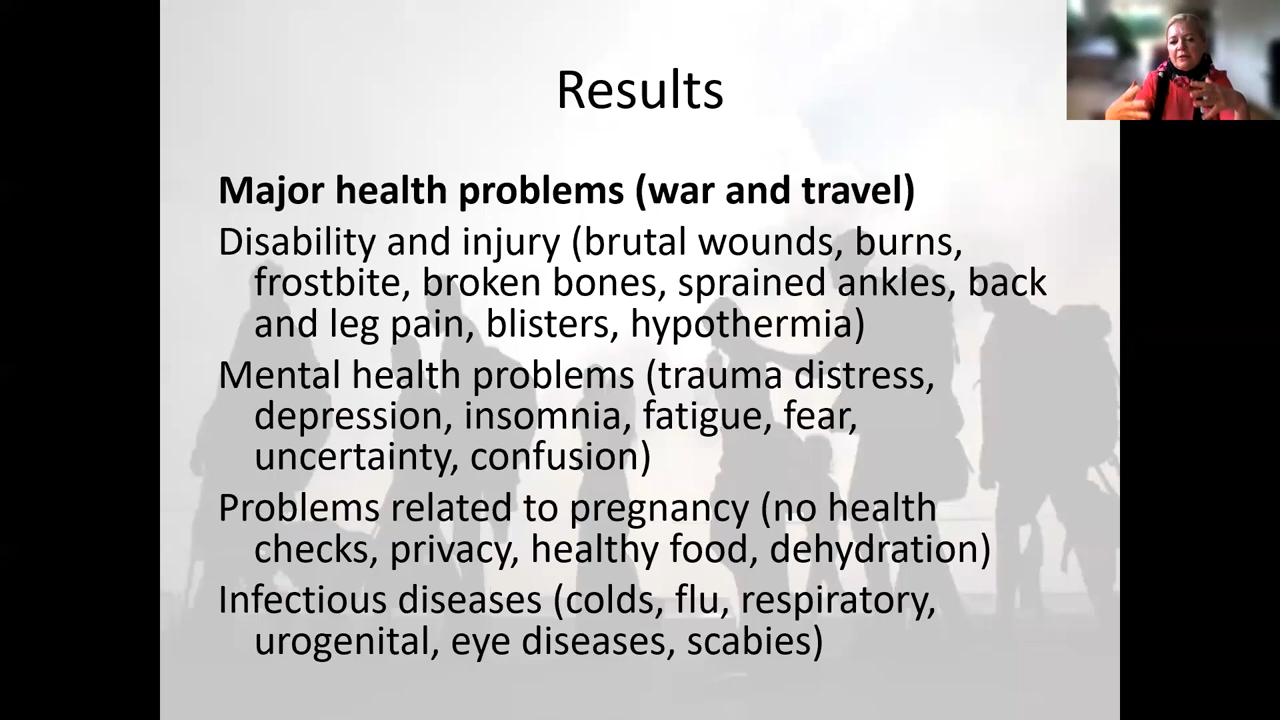 Results
Major health problems (war and travel)
Disability and injury (brutal wounds, burns,
frostbite, broken bones, sprained ankles, back
and leg pain, blisters, hypothermia)
Mental health problems (trauma distress,
depression, insomnia, fatigue, fear,
uncertainty, confusion)
Problems related to pregnancy (no health
checks, privacy, healthy food, dehydration)
Infectious diseases (colds, flu, respiratory,
urogenital, eye diseases, scabies)